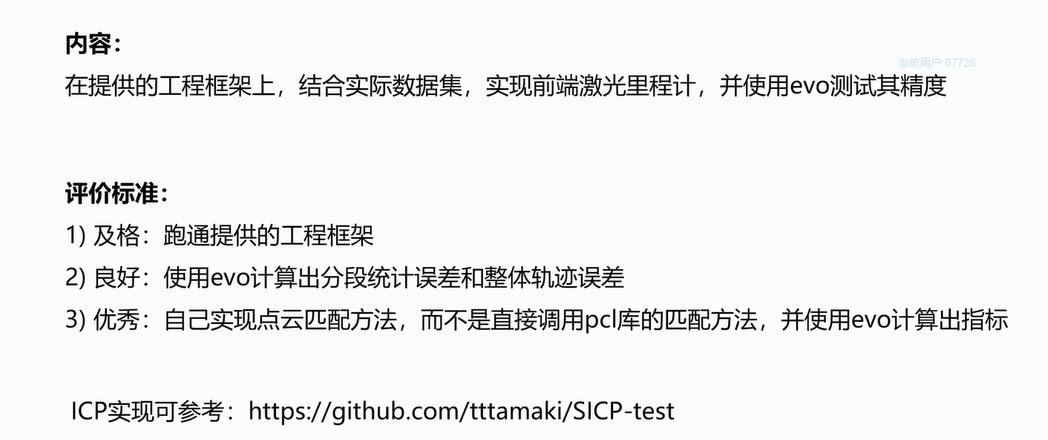 内容：
当前用户 67726
在提供的工程框架上，结合实际数据集，实现前端激光里程计，并使用evo测试其精度
评价标准：
1) 及格：跑通提供的工程框架
2) 良好：使用evo计算出分段统计误差和整体轨迹误差
3) 优秀：自己实现点云匹配方法，而不是直接调用pcl库的匹配方法，并使用evo计算出指标
ICP实现可参考：https://github.com/tttamaki/SICP-test